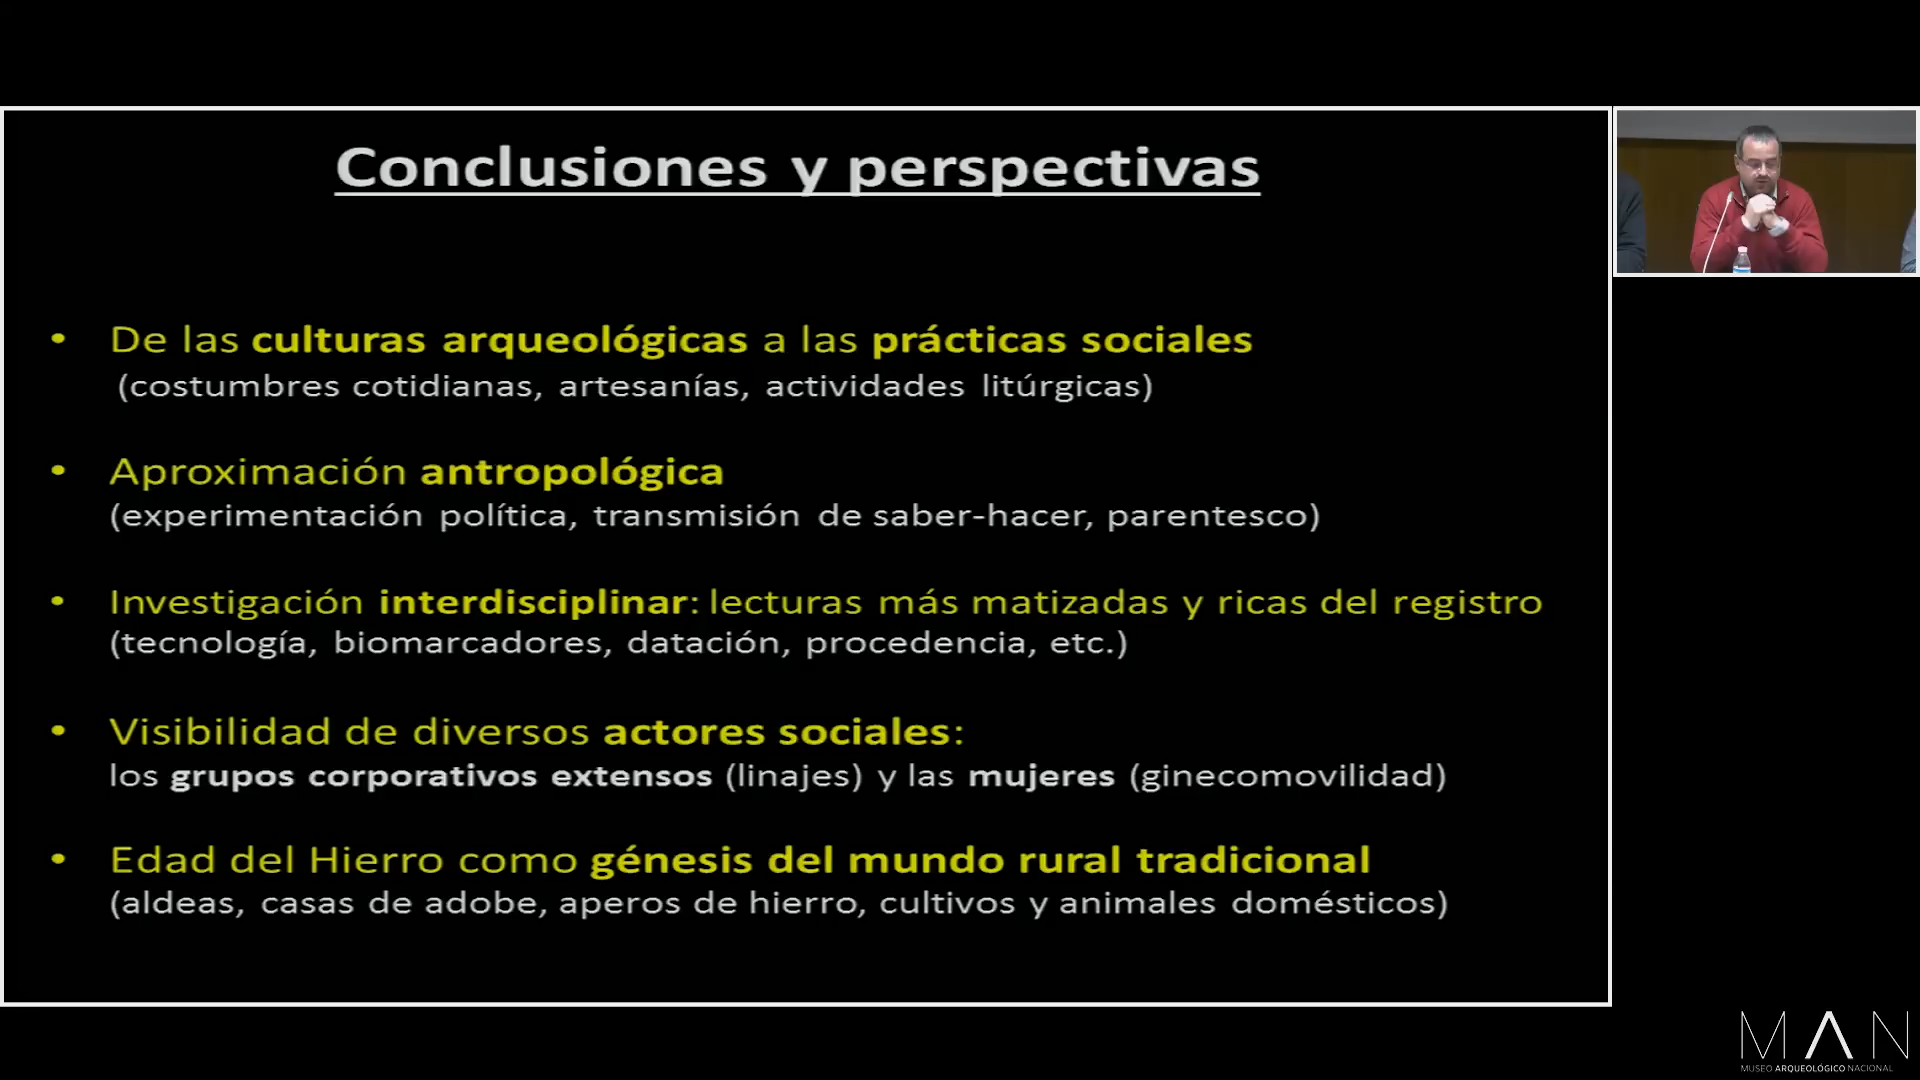 Conclusiones y perspectivas
• De las culturas arqueológicas a las prácticas sociales
(costumbres cotidianas, artesanías, actividades litúrgicas)
• Aproximación antropológica
(experimentación política, transmisión de saber-hacer, parentesco)
• Investigación interdisciplinar: lecturas más matizadas y ricas del registro
(tecnología, biomarcadores, datación, procedencia, etc.)
• Visibilidad de diversos actores sociales:
los grupos corporativos extensos (linajes) y las mujeres (ginecomovilidad)
• Edad del Hierro como génesis del mundo rural tradicional
(aldeas, casas de adobe, aperos de hierro, cultivos y animales domésticos)
MAN
MUSEO ARQUEOLÓGICO NACIONAL